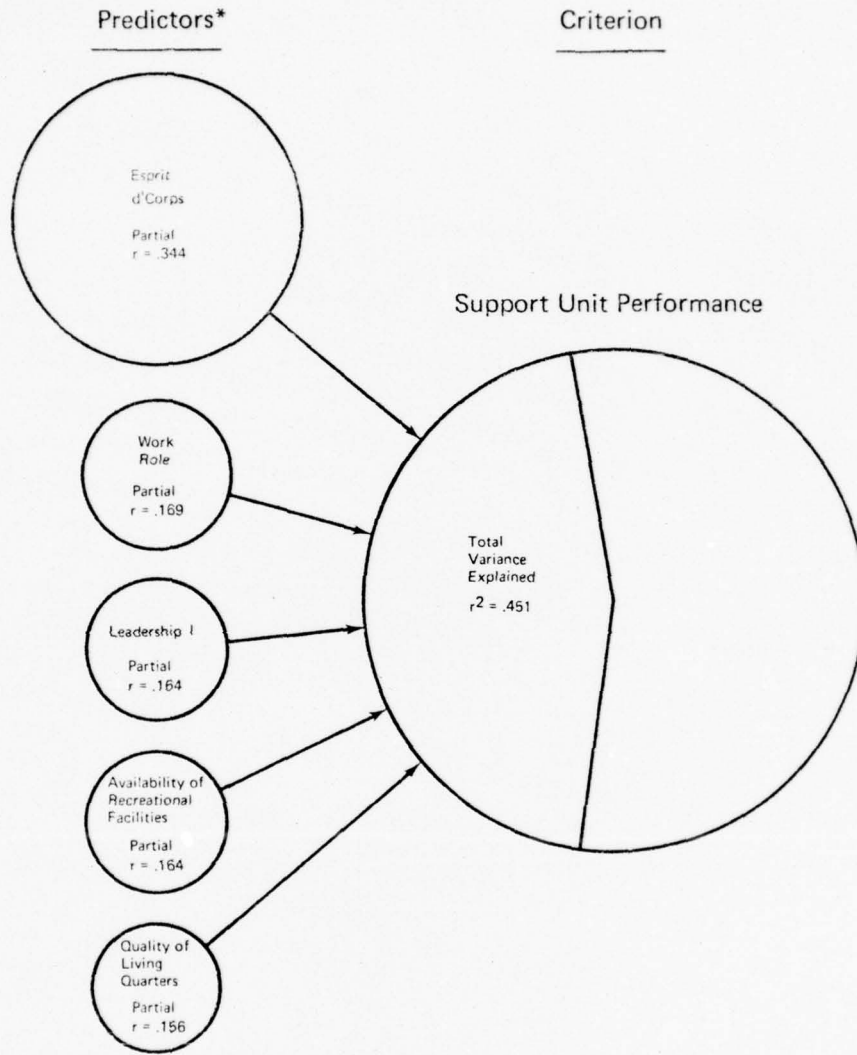 Predictors*
Criterion
Esprit
d'Corps
Partial
r = .344
Support Unit Performance
Work
Role
Partial
r = .169
Total
Variance
Explained
r² = .451
Leadership I
Partial
r = .164
Availability of
Recreational
Facilities
Partial
r = .164
Quality of
Living
Quarters
Partial
r = .156